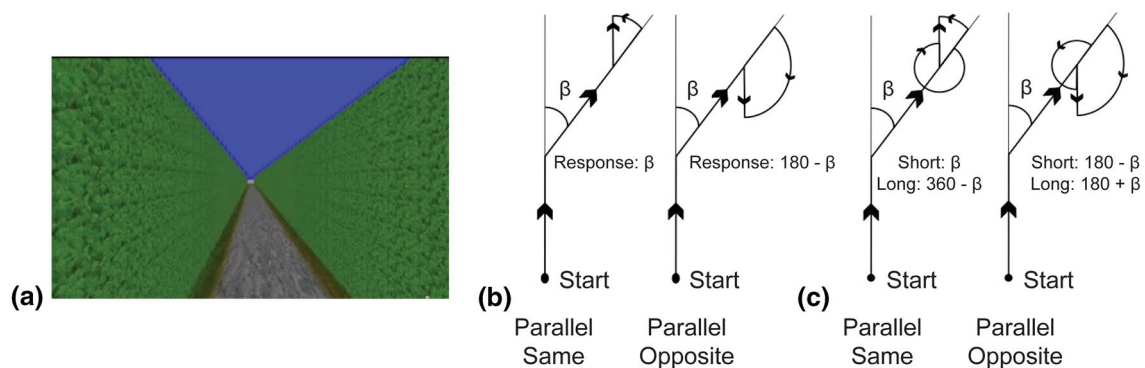 (a)
(b)
β
Response: β
Start
Parallel
Same
β
Response: 180 - β
Start
Parallel
Opposite
(c)
β
Short: β
Long: 360 - β
Start
Parallel
Same
β
Short: 180 - β
Long: 180 + β
Start
Parallel
Opposite